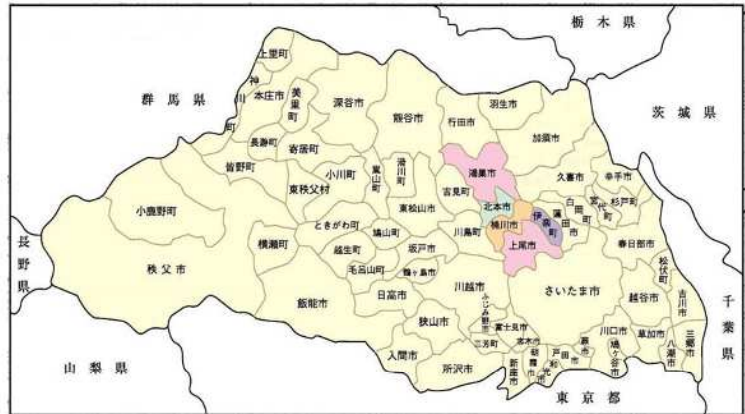 栃木県
群馬県
茨城県
長野県
山梨県
東京都
千葉県
上里町
神川町
本庄市
美里町
深谷市
熊谷市
行田市
羽生市
加須市
長瀞町
寄居町
皆野町
小川町
嵐山町
滑川町
吉見町
鴻巣市
久喜市
幸手市
東秩父村
東松山市
北本市
白岡町
宮代町
杉戸町
小鹿野町
ときがわ町
鳩山町
川島町
桶川市
伊奈町
蓮田市
横瀬町
越生町
坂戸市
上尾市
春日部市
秩父市
毛呂山町
鶴ヶ島市
松伏町
日高市
川越市
さいたま市
越谷市
吉川市
飯能市
狭山市
ふじみ野市
富士見市
川口市
草加市
三郷市
入間市
三芳町
志木市
戸田市
蕨市
鳩ヶ谷市
八潮市
所沢市
新座市
朝霞市
和光市